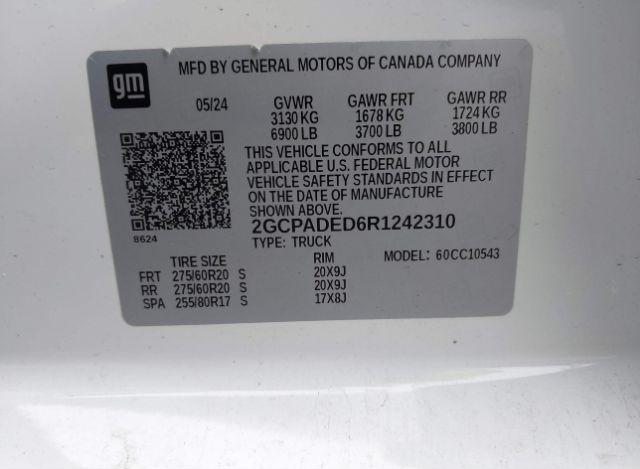 gm
MFD BY GENERAL MOTORS OF CANADA COMPANY
05/24 GVWR GAWR FRT GAWR RR
3130 KG 1678 KG 1724 KG
6900 LB 3700 LB 3800 LB
THIS VEHICLE CONFORMS TO ALL
APPLICABLE U.S. FEDERAL MOTOR
VEHICLE SAFETY STANDARDS IN EFFECT
ON THE DATE OF MANUFACTURE
SHOWN ABOVE.
2GCPADED6R1242310
8624
TYPE: TRUCK MODEL: 60CC10543
TIRE SIZE RIM
FRT 275/60R20 S 20X9J
RR 275/60R20 S 20X9J
SPA 255/80R17 S 17X8J